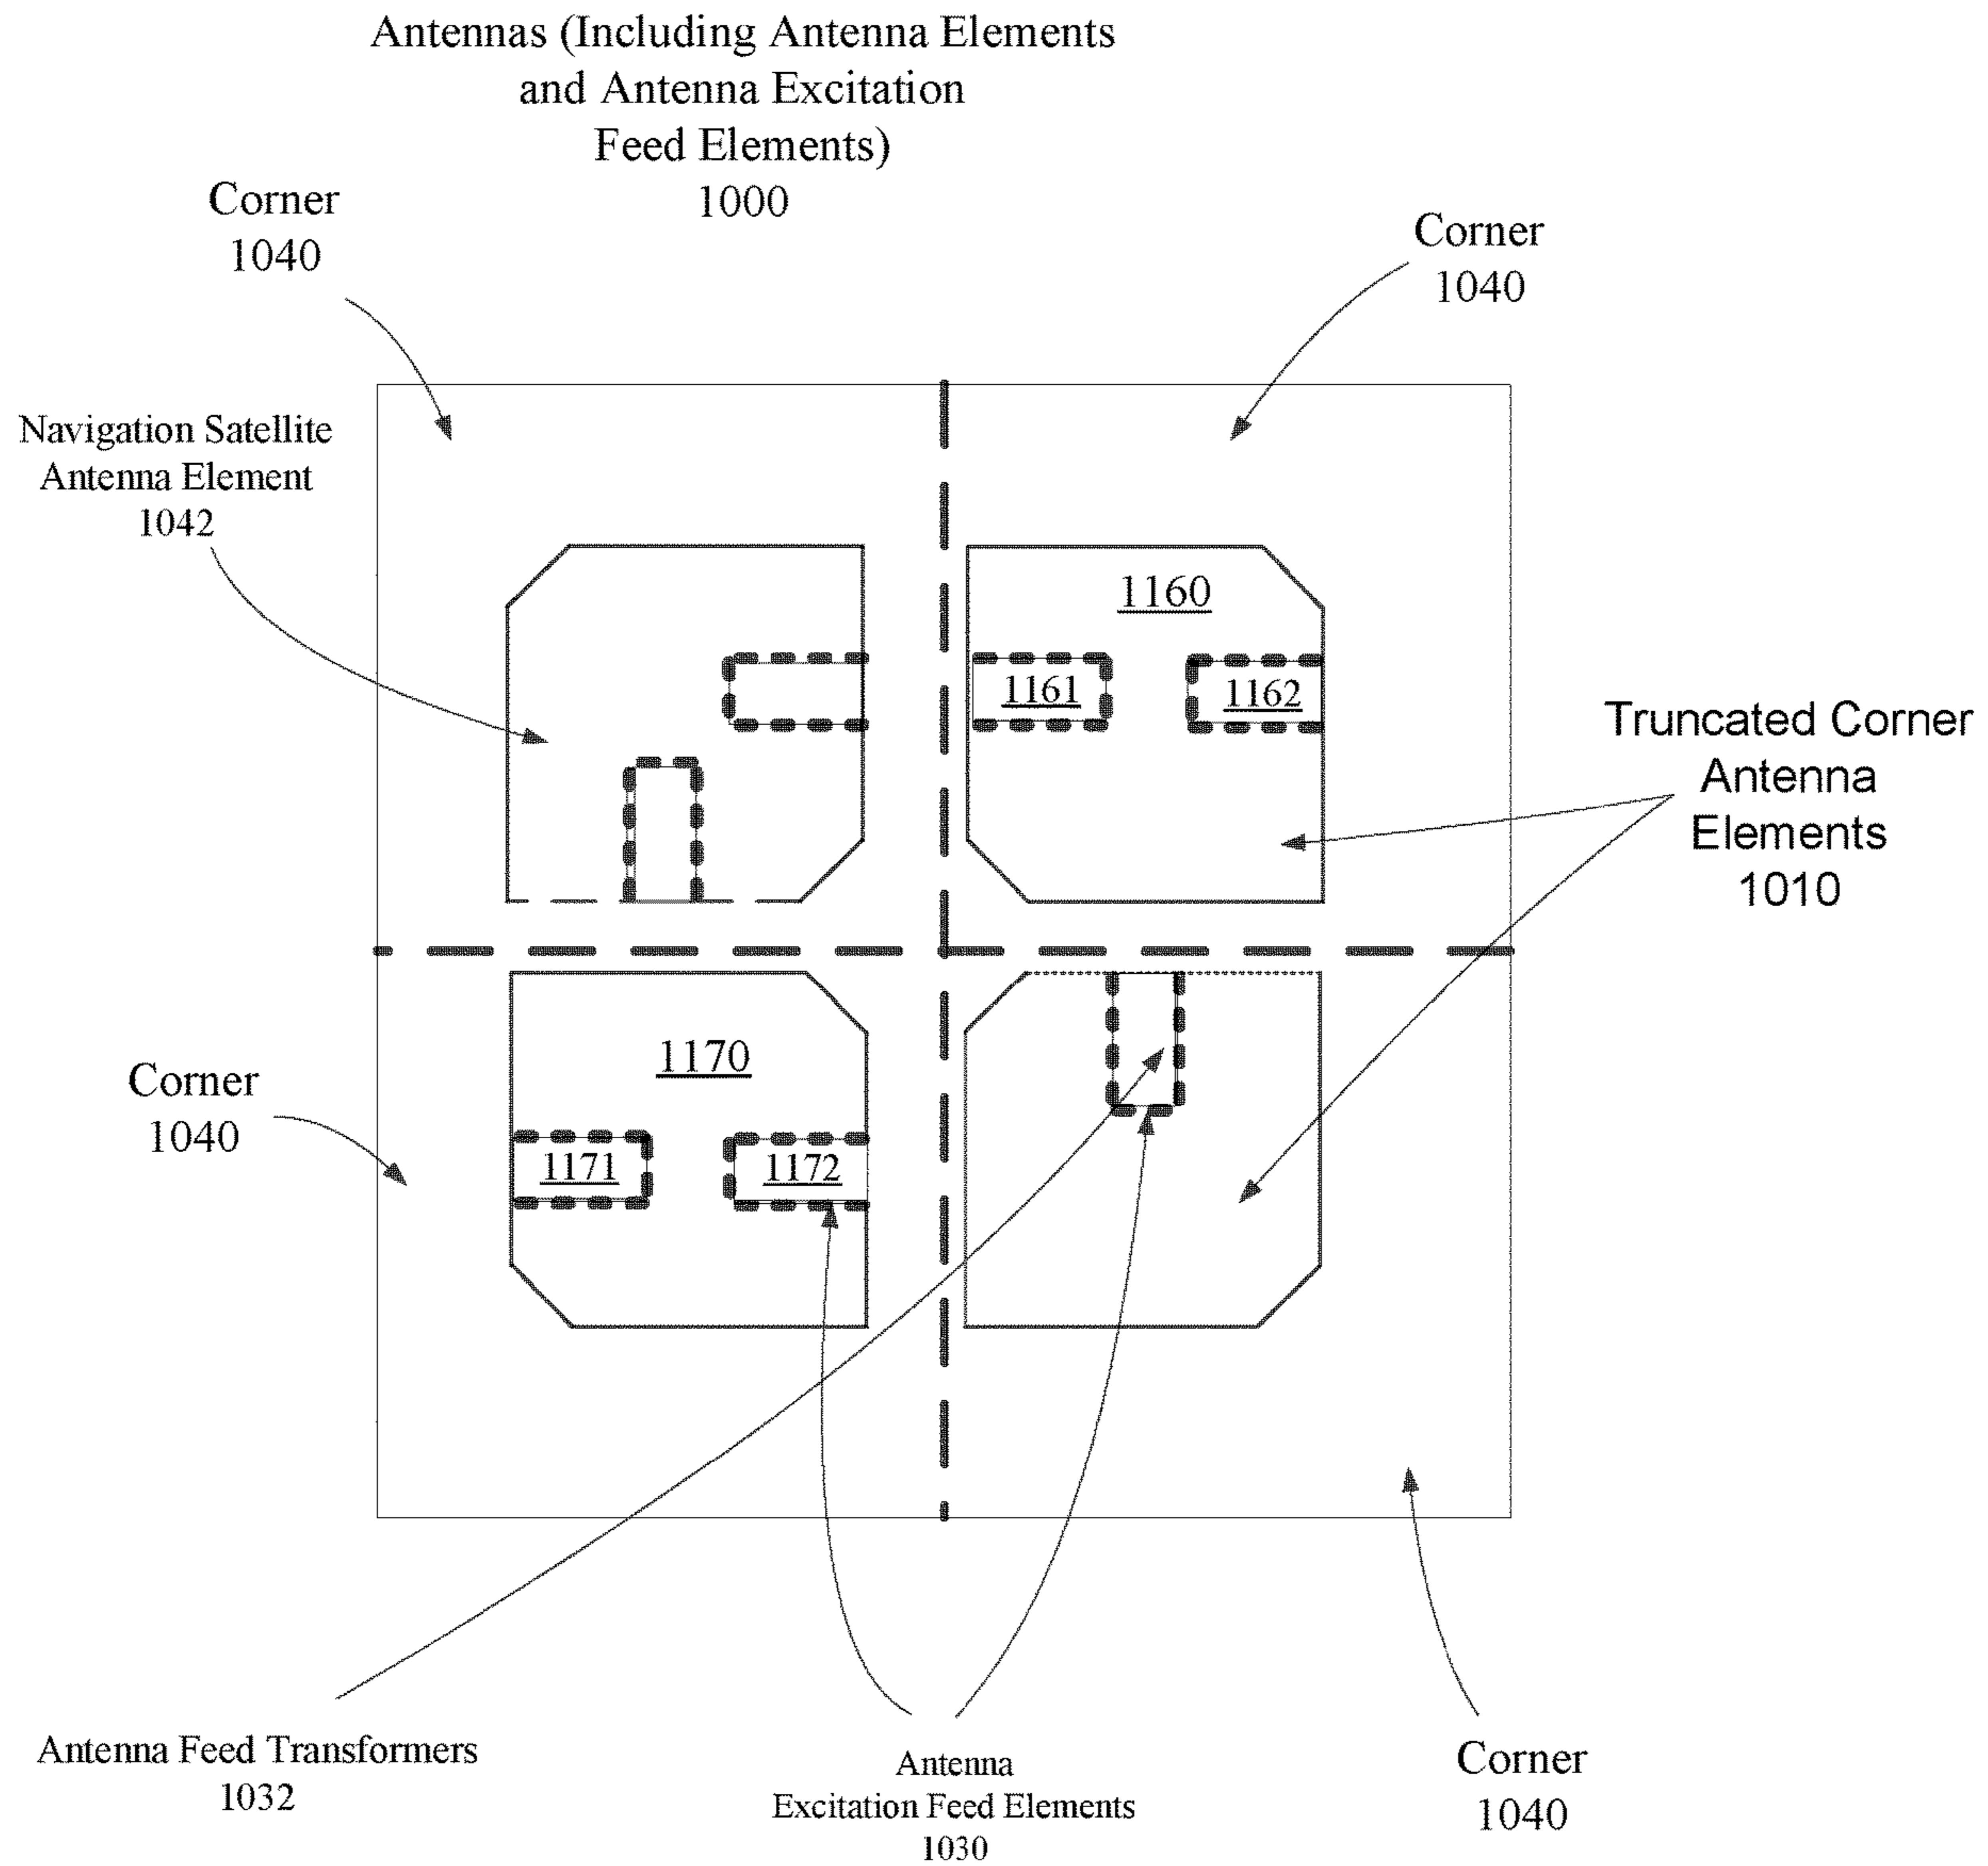 Antennas (Including Antenna Elements
and Antenna Excitation
Feed Elements)
1000
Corner
1040
Corner
1040
Navigation Satellite
Antenna Element
1042
1160
1161
1162
Truncated Corner
Antenna
Elements
1010
1170
1171
1172
Corner
1040
Antenna Feed Transformers
1032
Antenna
Excitation Feed Elements
1030
Corner
1040